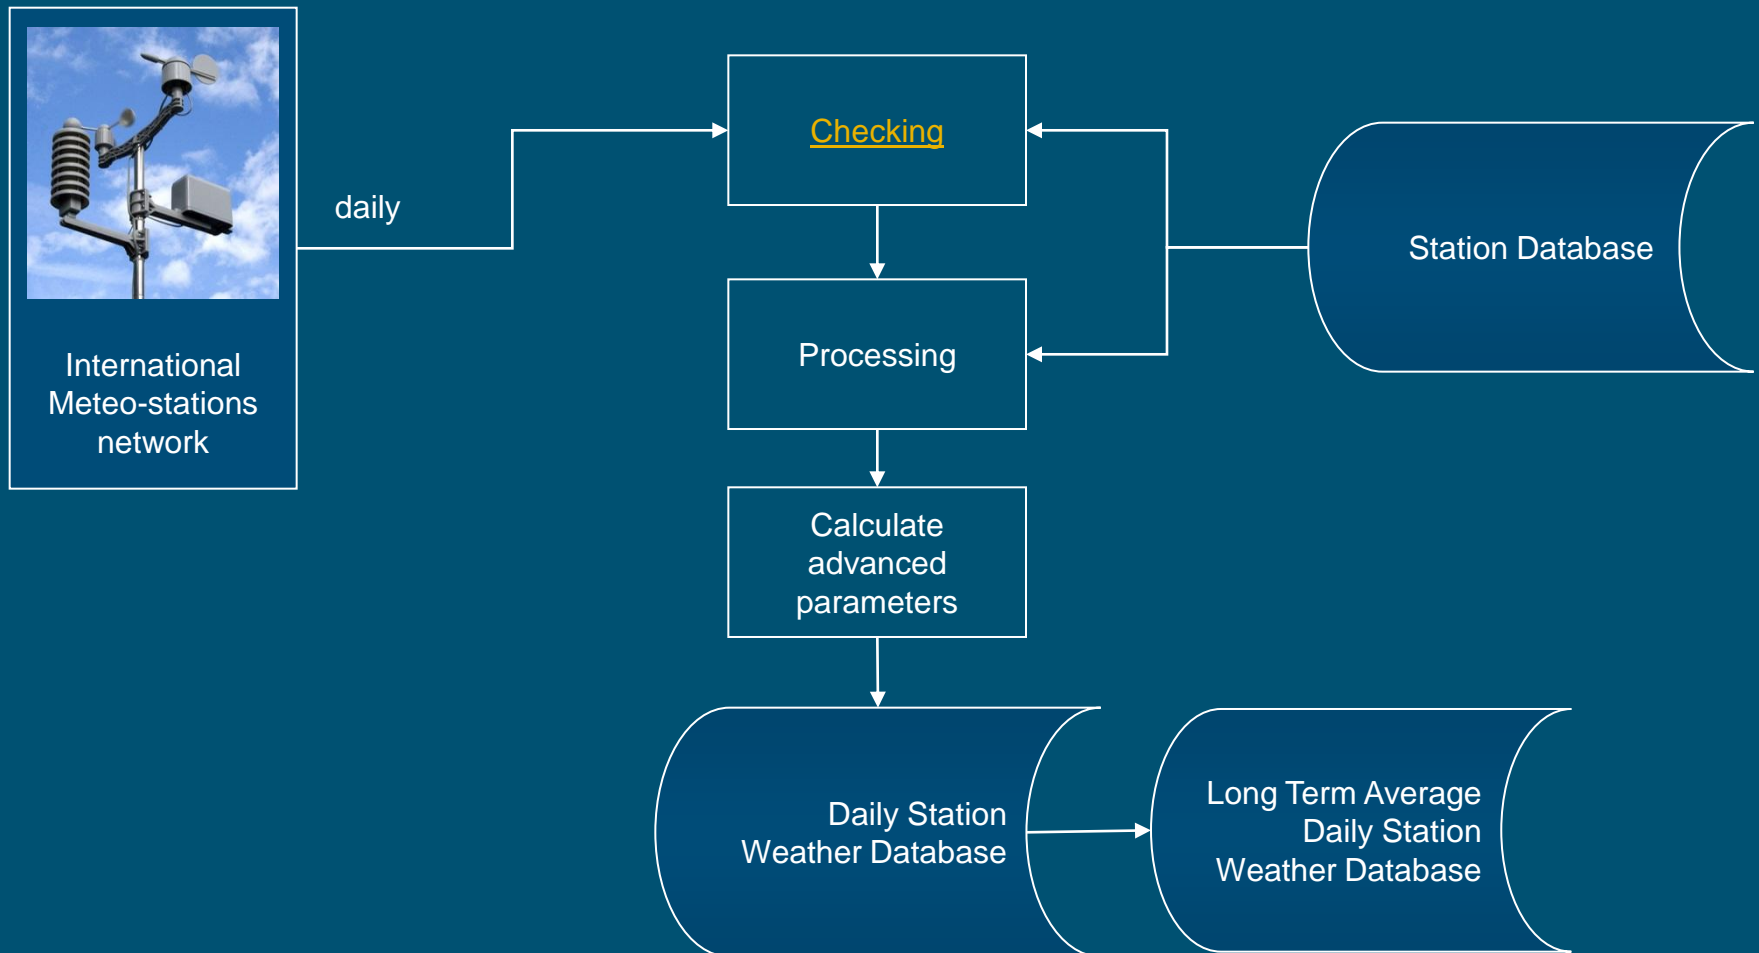 Checking
daily
Station Database
International
Meteo-stations
network
Processing
Calculate
advanced
parameters
Daily Station
Weather Database
Long Term Average
Daily Station
Weather Database